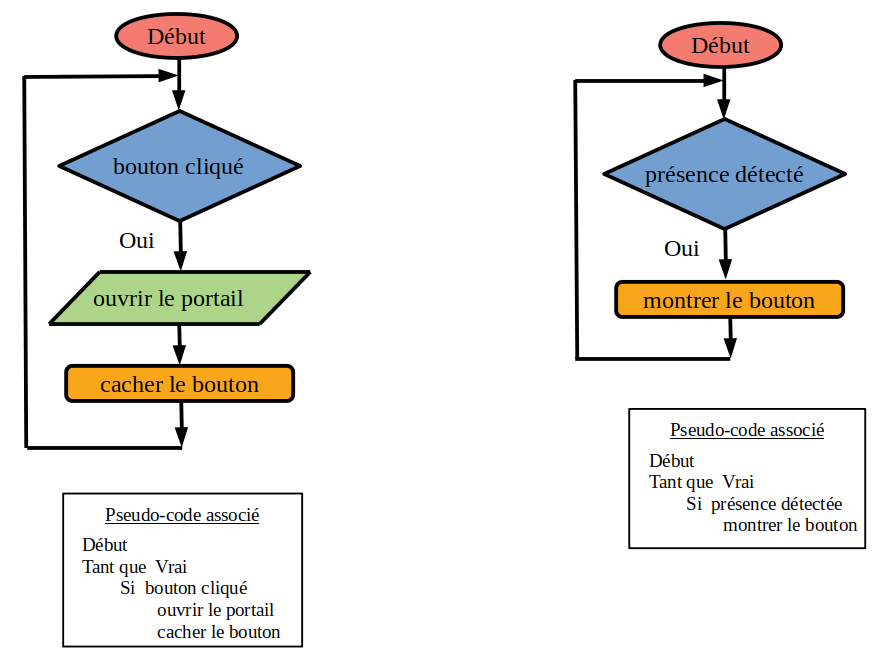 Début
bouton cliqué
Oui
ouvrir le portail
cacher le bouton
Pseudo-code associé
Début
Tant que Vrai
Si bouton cliqué
ouvrir le portail
cacher le bouton
Début
présence détecté
Oui
montrer le bouton
Pseudo-code associé
Début
Tant que Vrai
Si présence détectée
montrer le bouton